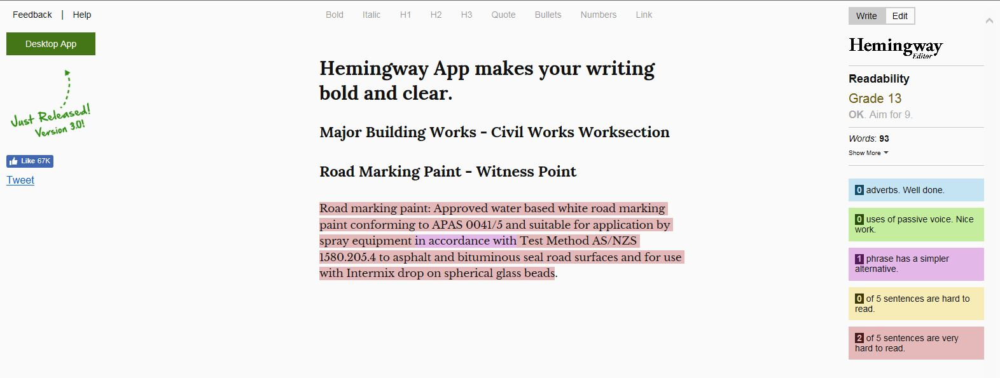 Feedback | Help
Bold Italic H1 H2 H3 Quote Bullets Numbers Link
Write Edit
Desktop App
Just Released!
Version 3.0!
Like 67K
Tweet
Hemingway App makes your writing
bold and clear.
Major Building Works - Civil Works Worksection
Road Marking Paint - Witness Point
Road marking paint: Approved water based white road marking
paint conforming to APAS 0041/5 and suitable for application by
spray equipment in accordance with Test Method AS/NZS
1580.205.4 to asphalt and bituminous seal road surfaces and for use
with Intermix drop on spherical glass beads.
Hemingway
Editor
Readability
Grade 13
OK. Aim for 9.
Words: 93
Show More
0 adverbs. Well done.
0 uses of passive voice. Nice
work.
1 phrase has a simpler
alternative.
0 of 5 sentences are hard to
read.
2 of 5 sentences are very
hard to read.